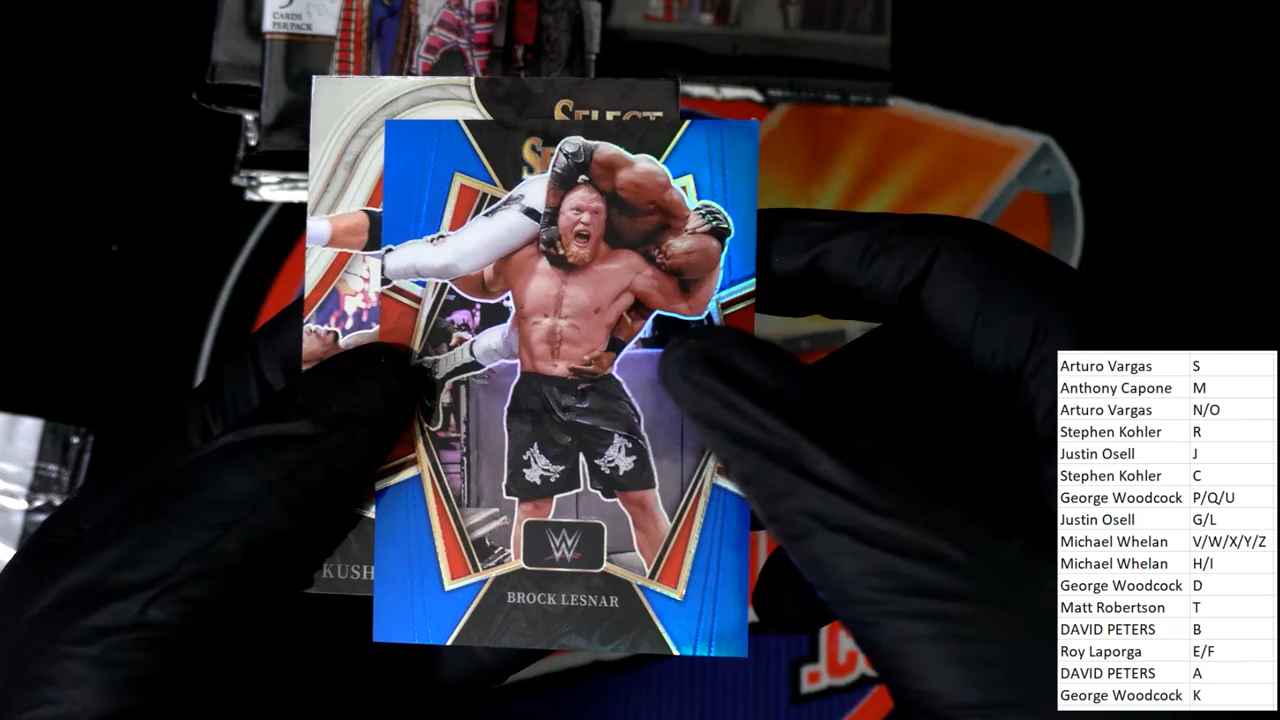 CARDS
PER PACK
SELECT
BROCK LESNAR
KUSH
.CO
Arturo Vargas S
Anthony Capone M
Arturo Vargas N/O
Stephen Kohler R
Justin Osell J
Stephen Kohler C
George Woodcock P/Q/U
Justin Osell G/L
Michael Whelan V/W/X/Y/Z
Michael Whelan H/I
George Woodcock D
Matt Robertson T
DAVID PETERS B
Roy Laporga E/F
DAVID PETERS A
George Woodcock K